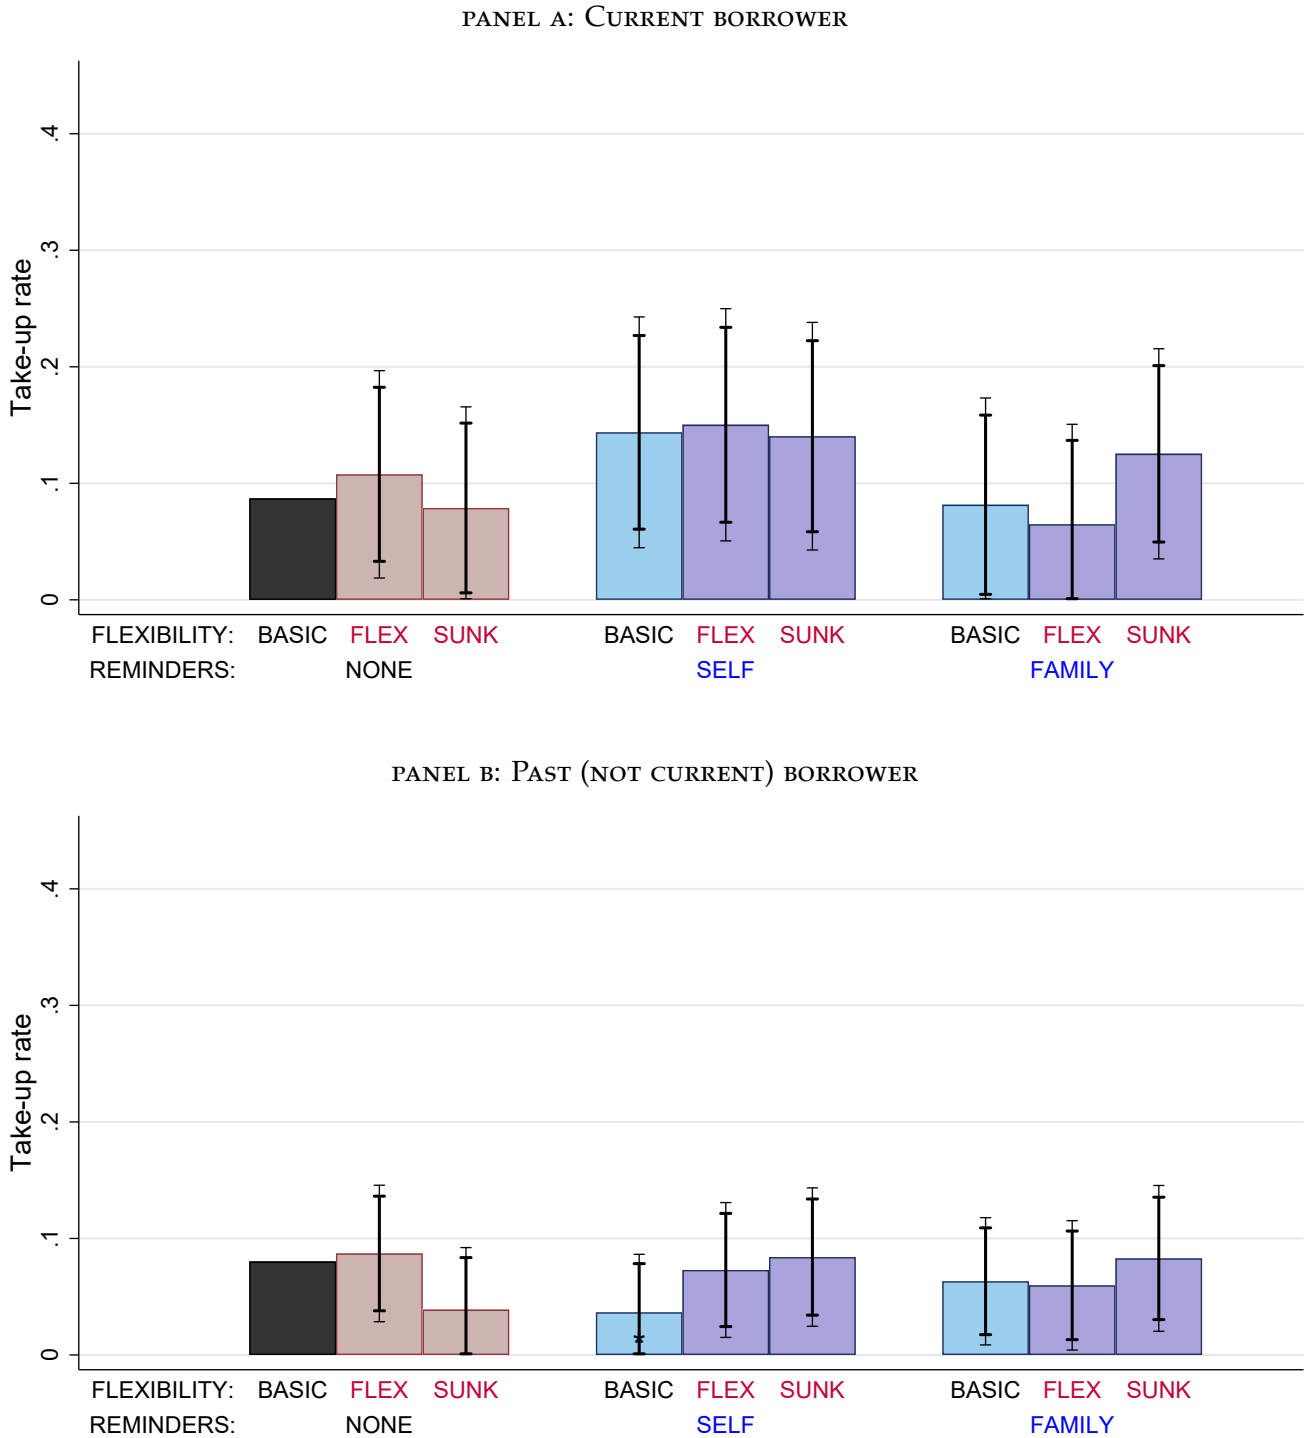 PANEL A: CURRENT BORROWER
.4
.3
.2
.1
0
Take-up rate
FLEXIBILITY: BASIC FLEX SUNK BASIC FLEX SUNK BASIC FLEX SUNK
REMINDERS: NONE SELF FAMILY
PANEL B: PAST (NOT CURRENT) BORROWER
.4
.3
.2
.1
0
Take-up rate
FLEXIBILITY: BASIC FLEX SUNK BASIC FLEX SUNK BASIC FLEX SUNK
REMINDERS: NONE SELF FAMILY